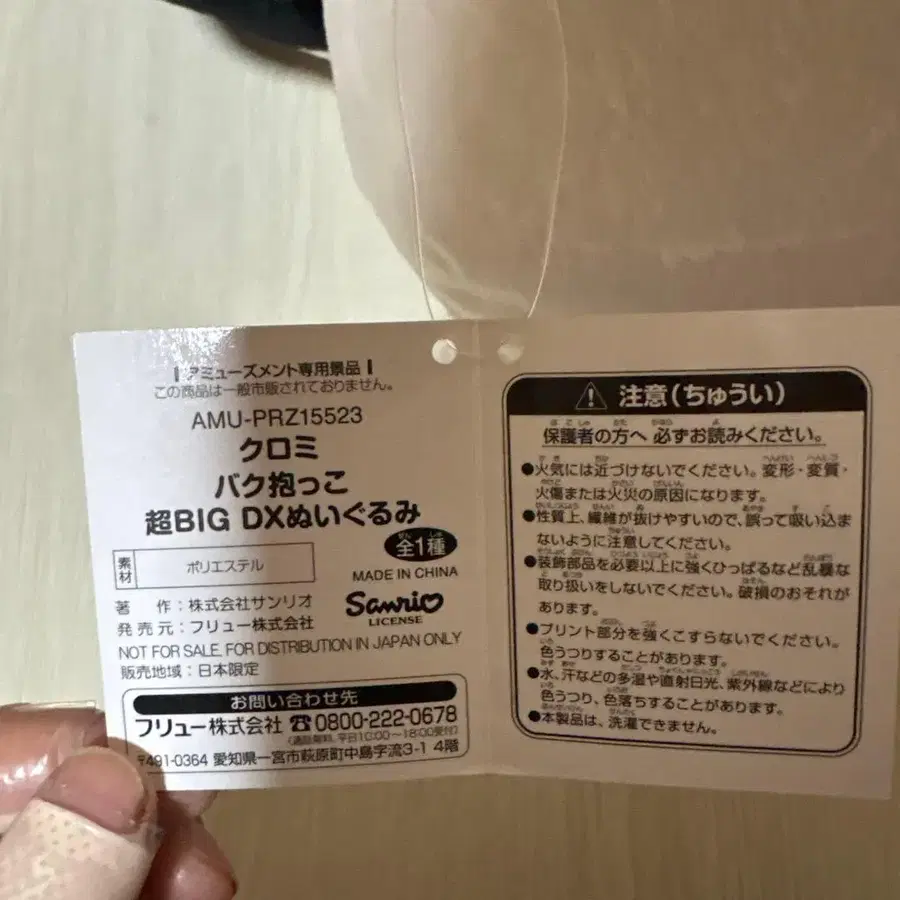 アミューズメント専用景品
この商品は一般市販されておりません。
AMU-PRZ15523
クロミ
バク抱っこ
超BIG DXぬいぐるみ
全1種
素材 ポリエステル
MADE IN CHINA
著 作：株式会社サンリオ
発売元：フリュー株式会社
Sanrio
LICENSE
NOT FOR SALE, FOR DISTRIBUTION IN JAPAN ONLY
販売地域：日本限定
お問い合わせ先
フリュー株式会社 ☎0800-222-0678
(通話無料、平日10:00〜18:00受付)
〒491-0364 愛知県一宮市萩原町中島字流3-1 4階
⚠ 注意(ちゅうい)
保護者の方へ 必ずお読みください。
●火気には近づけないでください。変形・変質・
火傷または火災の原因になります。
●性質上、繊維が抜けやすいので、誤って吸い込ま
ないように注意してください。
●装飾部品を必要以上に強くひっぱるなど乱暴な
取り扱いをしないでください。破損のおそれが
あります。
●プリント部分を強くこすらないでください。
色うつりすることがあります。
●水、汗などの多湿や直射日光、紫外線などにより
色うつり、色落ちすることがあります。
●本製品は、洗濯できません。